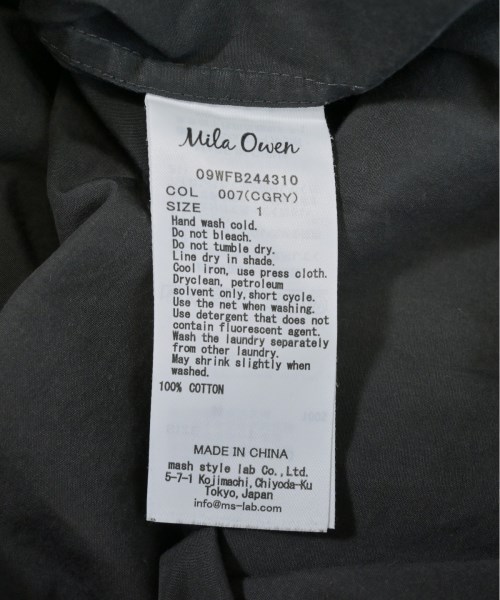 Mila Owen
09WFB244310
COL 007(CGRY)
SIZE 1
Hand wash cold.
Do not bleach.
Do not tumble dry.
Line dry in shade.
Cool iron, use press cloth.
Dryclean, petroleum
solvent only,short cycle.
Use the net when washing.
Use detergent that does not
contain fluorescent agent.
Wash the laundry separately
from other laundry.
May shrink slightly when
washed.
100% COTTON
MADE IN CHINA
mash style lab Co.,Ltd.
5-7-1 Kojimachi,Chiyoda-Ku
Tokyo,Japan
info@ms-lab.com